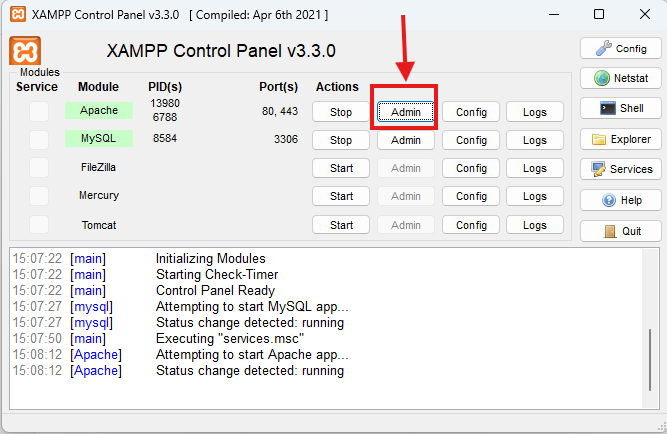 XAMPP Control Panel v3.3.0 [ Compiled: Apr 6th 2021 ]
XAMPP Control Panel v3.3.0
Config
Modules
Service Module PID(s) Port(s) Actions
Netstat
Apache 13980 6788 80, 443 Stop Admin Config Logs
Shell
MySQL 8584 3306 Stop Admin Config Logs
Explorer
FileZilla Start Admin Config Logs
Services
Mercury Start Admin Config Logs
Help
Tomcat Start Admin Config Logs
Quit
15:07:22 [main] Initializing Modules
15:07:22 [main] Starting Check-Timer
15:07:22 [main] Control Panel Ready
15:07:27 [mysql] Attempting to start MySQL app...
15:07:27 [mysql] Status change detected: running
15:07:50 [main] Executing "services.msc"
15:08:12 [Apache] Attempting to start Apache app...
15:08:12 [Apache] Status change detected: running